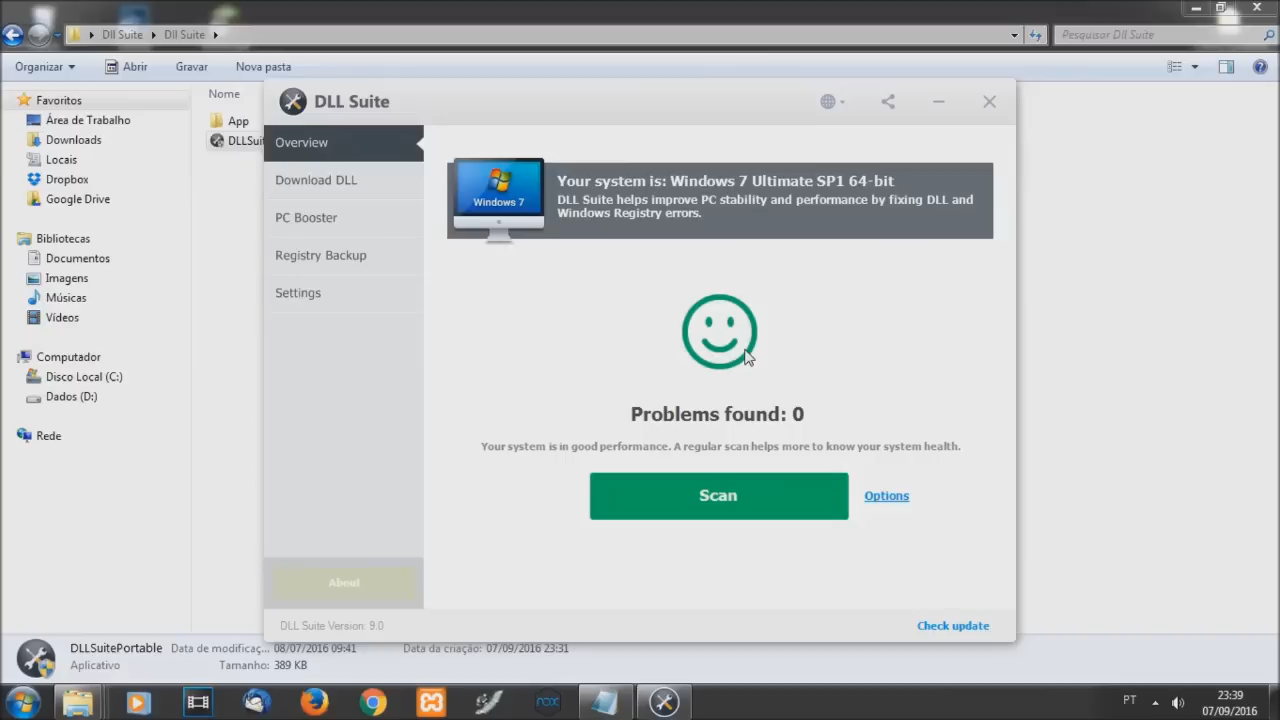 Dll Suite Dll Suite
Pesquisar Dll Suite
Organizar Abrir Gravar Nova pasta
Favoritos
Área de Trabalho
Downloads
Locais
Dropbox
Google Drive
Bibliotecas
Documentos
Imagens
Músicas
Vídeos
Computador
Disco Local (C:)
Dados (D:)
Rede
Nome
App
DLLSuit
DLL Suite
Overview
Download DLL
PC Booster
Registry Backup
Settings
About
Windows 7
Your system is: Windows 7 Ultimate SP1 64-bit
DLL Suite helps improve PC stability and performance by fixing DLL and
Windows Registry errors.
Problems found: 0
Your system is in good performance. A regular scan helps more to know your system health.
Scan
Options
DLL Suite Version: 9.0
Check update
DLLSuitePortable Data de modificaç... 08/07/2016 09:41 Data da criação: 07/09/2016 23:31
Aplicativo Tamanho: 389 KB
nox
PT
23:39
07/09/2016